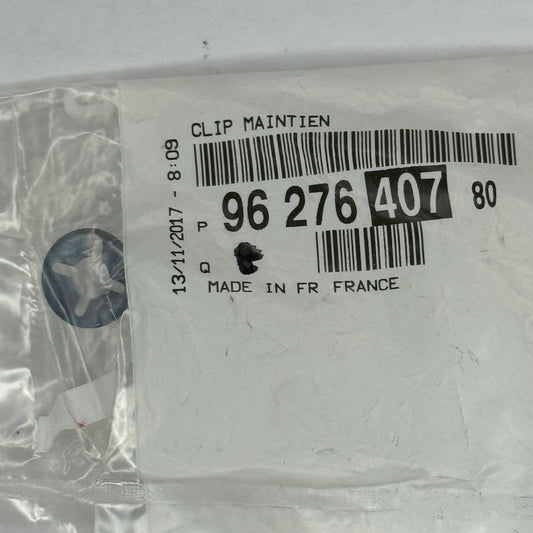 CLIP MAINTIEN
13/11/2017 - 8:09
P 96 276 407 80
Q
MADE IN FR FRANCE